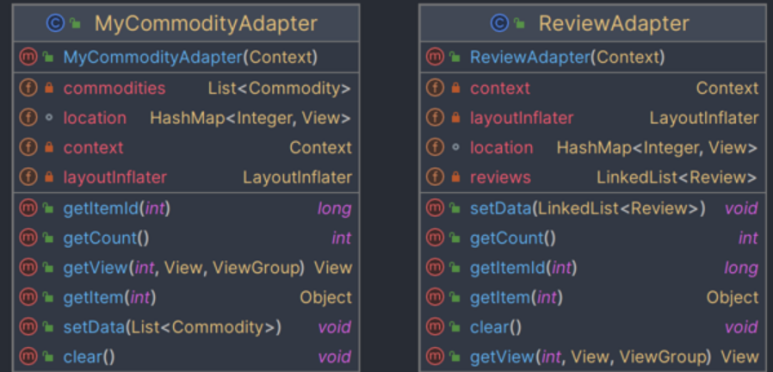 MyCommodityAdapter
MyCommodityAdapter(Context)
commodities List<Commodity>
location HashMap<Integer, View>
context Context
layoutInflater LayoutInflater
getItemId(int) long
getCount() int
getView(int, View, ViewGroup) View
getItem(int) Object
setData(List<Commodity>) void
clear() void
ReviewAdapter
ReviewAdapter(Context)
context Context
layoutInflater LayoutInflater
location HashMap<Integer, View>
reviews LinkedList<Review>
setData(LinkedList<Review>) void
getCount() int
getItemId(int) long
getItem(int) Object
clear() void
getView(int, View, ViewGroup) View